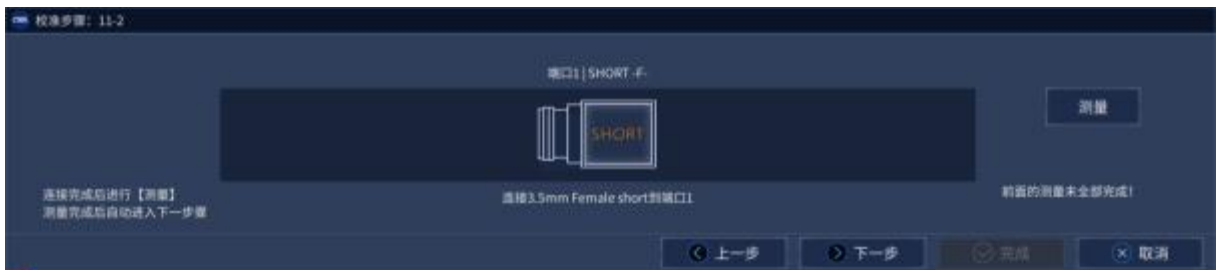 校准步骤：11-2
端口1 | SHORT -F-
SHORT
测量
连接完成后进行【测量】
测量完成后自动进入下一步骤
连接3.5mm Female short到端口1
前面的测量未全部完成！
上一步
下一步
完成
取消